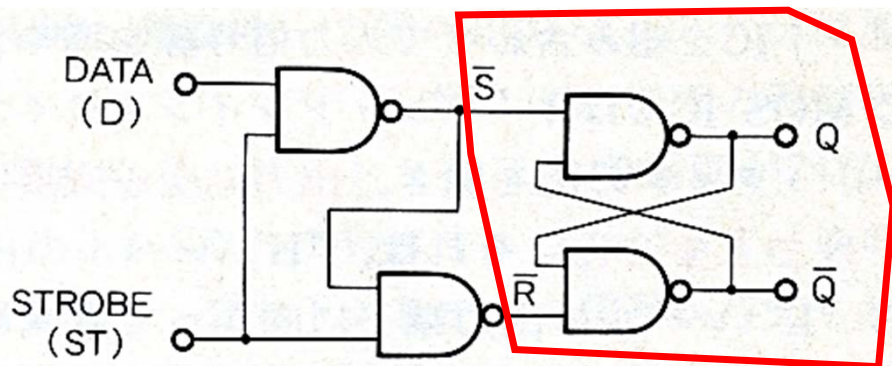 DATA
(D)
S̅
Q
STROBE
(ST)
R̅
Q̅